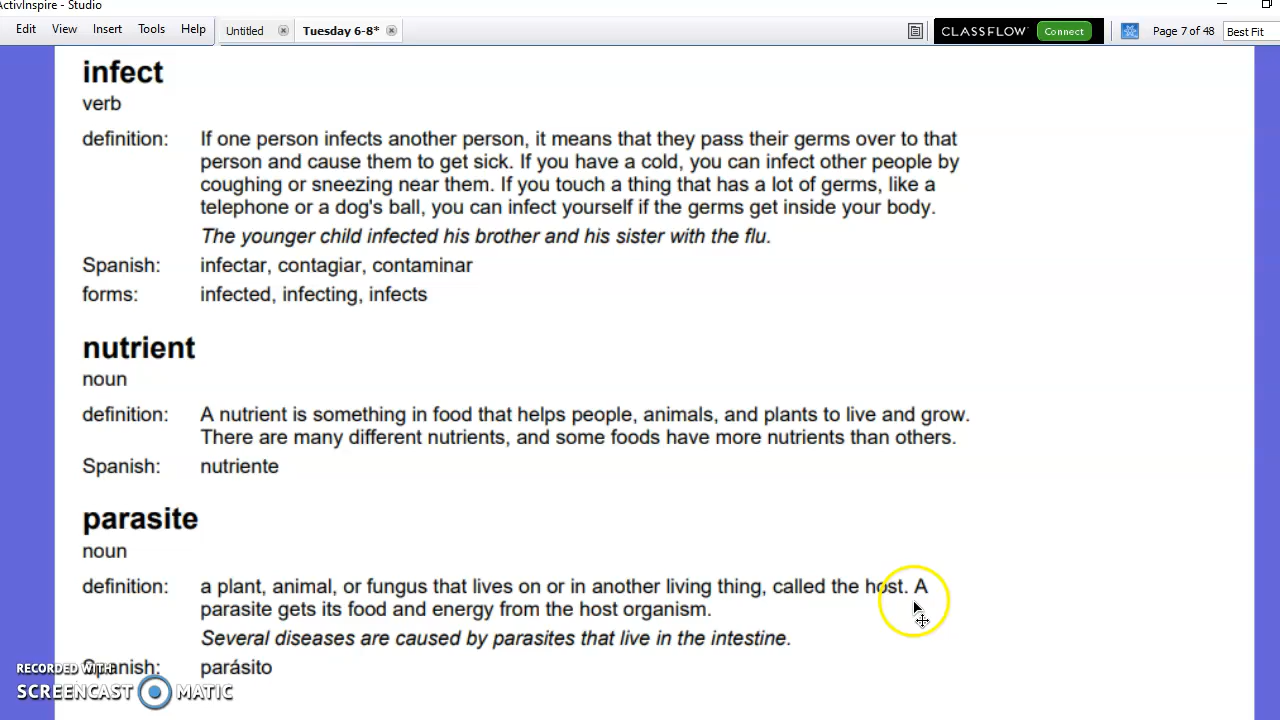 ActivInspire - Studio
Edit View Insert Tools Help Untitled Tuesday 6-8* CLASSFLOW Connect Page 7 of 48 Best Fit
infect
verb
definition: If one person infects another person, it means that they pass their germs over to that
person and cause them to get sick. If you have a cold, you can infect other people by
coughing or sneezing near them. If you touch a thing that has a lot of germs, like a
telephone or a dog's ball, you can infect yourself if the germs get inside your body.
The younger child infected his brother and his sister with the flu.
Spanish: infectar, contagiar, contaminar
forms: infected, infecting, infects
nutrient
noun
definition: A nutrient is something in food that helps people, animals, and plants to live and grow.
There are many different nutrients, and some foods have more nutrients than others.
Spanish: nutriente
parasite
noun
definition: a plant, animal, or fungus that lives on or in another living thing, called the host. A
parasite gets its food and energy from the host organism.
Several diseases are caused by parasites that live in the intestine.
Spanish: parásito
RECORDED WITH
SCREENCAST MATIC